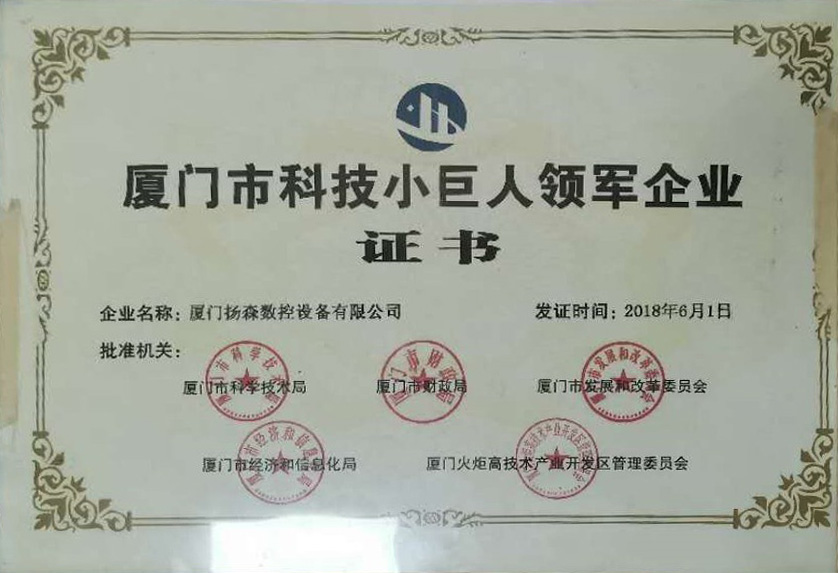 厦门市科技小巨人领军企业
证书
企业名称：厦门扬森数控设备有限公司 发证时间：2018年6月1日
批准机关：
厦门市科学技术局 厦门市财政局 厦门市发展和改革委员会
厦门市经济和信息化局 厦门火炬高技术产业开发区管理委员会